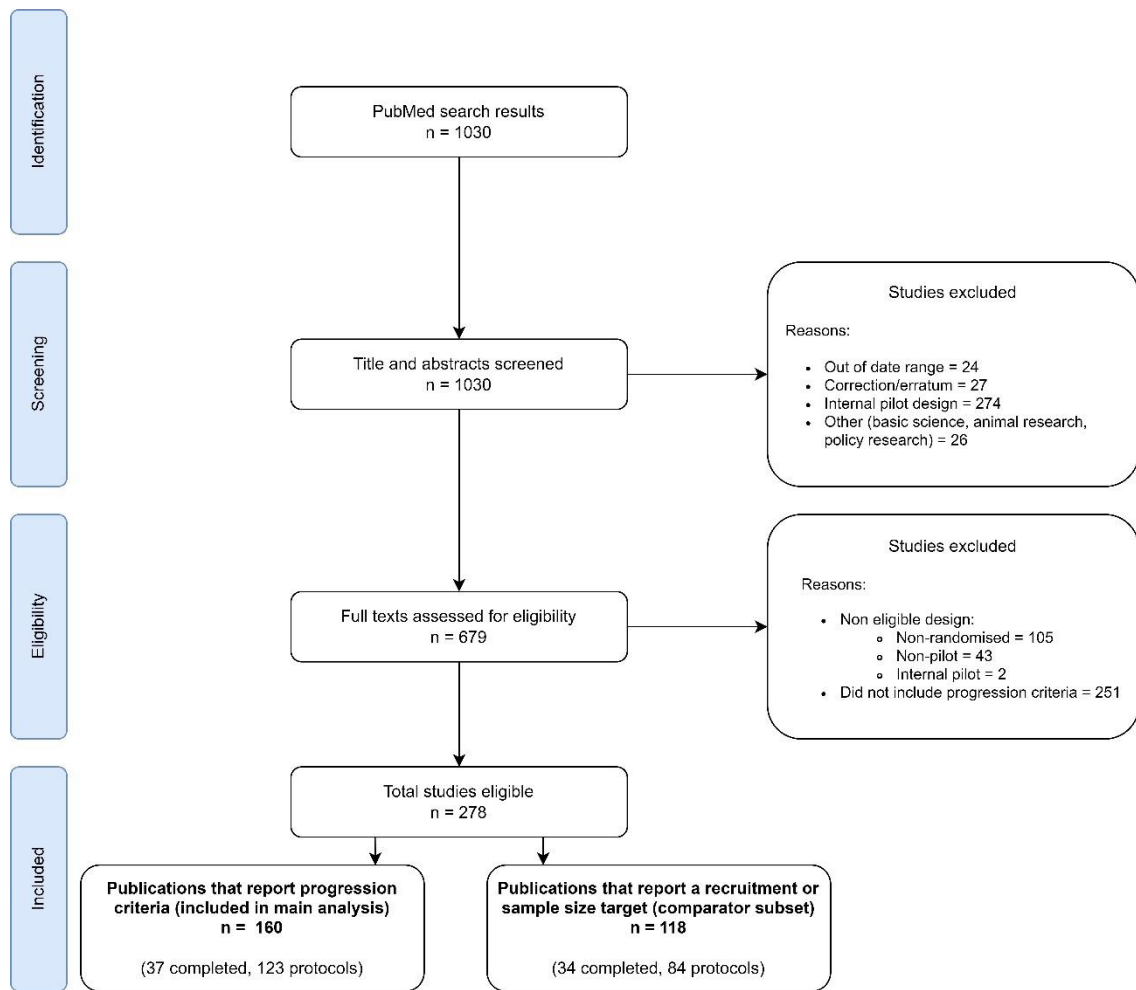 Identification
PubMed search results
n = 1030
Screening
Title and abstracts screened
n = 1030
Studies excluded
Reasons:
• Out of date range = 24
• Correction/erratum = 27
• Internal pilot design = 274
• Other (basic science, animal research,
policy research) = 26
Eligibility
Full texts assessed for eligibility
n = 679
Studies excluded
Reasons:
• Non eligible design:
o Non-randomised = 105
o Non-pilot = 43
o Internal pilot = 2
• Did not include progression criteria = 251
Included
Total studies eligible
n = 278
Publications that report progression
criteria (included in main analysis)
n = 160
(37 completed, 123 protocols)
Publications that report a recruitment or
sample size target (comparator subset)
n = 118
(34 completed, 84 protocols)